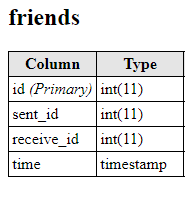 friends
Column Type
id (Primary) int(11)
sent_id int(11)
receive_id int(11)
time timestamp